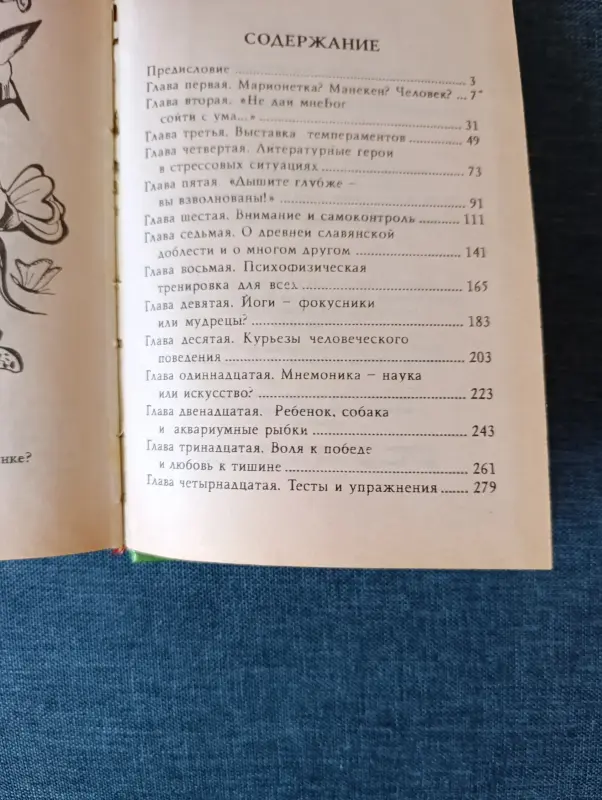 СОДЕРЖАНИЕ
Предисловие ... 3
Глава первая. Марионетка? Манекен? Человек? ... 7
Глава вторая. «Не дай мнеБог
сойти с ума...» ... 31
Глава третья. Выставка темпераментов ... 49
Глава четвертая. Литературные герои
в стрессовых ситуациях ... 73
Глава пятая «Дышите глубже –
вы взволнованы!» ... 91
Глава шестая. Внимание и самоконтроль ... 111
Глава седьмая. О древней славянской
доблести и о многом другом ... 141
Глава восьмая. Психофизическая
тренировка для всех ... 165
Глава девятая. Йоги – фокусники
или мудрецы? ... 183
Глава десятая. Курьезы человеческого
поведения ... 203
Глава одиннадцатая. Мнемоника – наука
или искусство? ... 223
Глава двенадцатая. Ребенок, собака
и аквариумные рыбки ... 243
Глава тринадцатая. Воля к победе
и любовь к тишине ... 261
Глава четырнадцатая. Тесты и упражнения ... 279